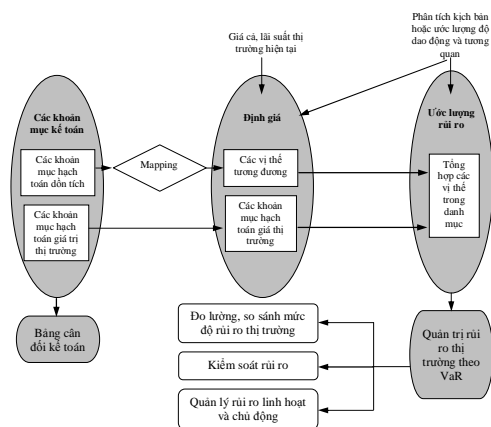 Giá cả, lãi suất thị
trường hiện tại
Phân tích kịch bản
hoặc ước lượng độ
dao động và tương
quan
Các khoản
mục kế toán
Các khoản
mục hạch
toán dồn tích
Các khoản
mục hạch
toán giá trị thị
trường
Mapping
Định giá
Các vị thế
tương đương
Các khoản
mục hạch
toán giá thị
trường
Ước lượng
rủi ro
Tổng
hợp các
vị thế
trong
danh
mục
Bảng cân
đối kế toán
Đo lường, so sánh mức
độ rủi ro thị trường
Kiểm soát rủi ro
Quản lý rủi ro linh hoạt
và chủ động
Quản trị rủi
ro thị
trường theo
VaR